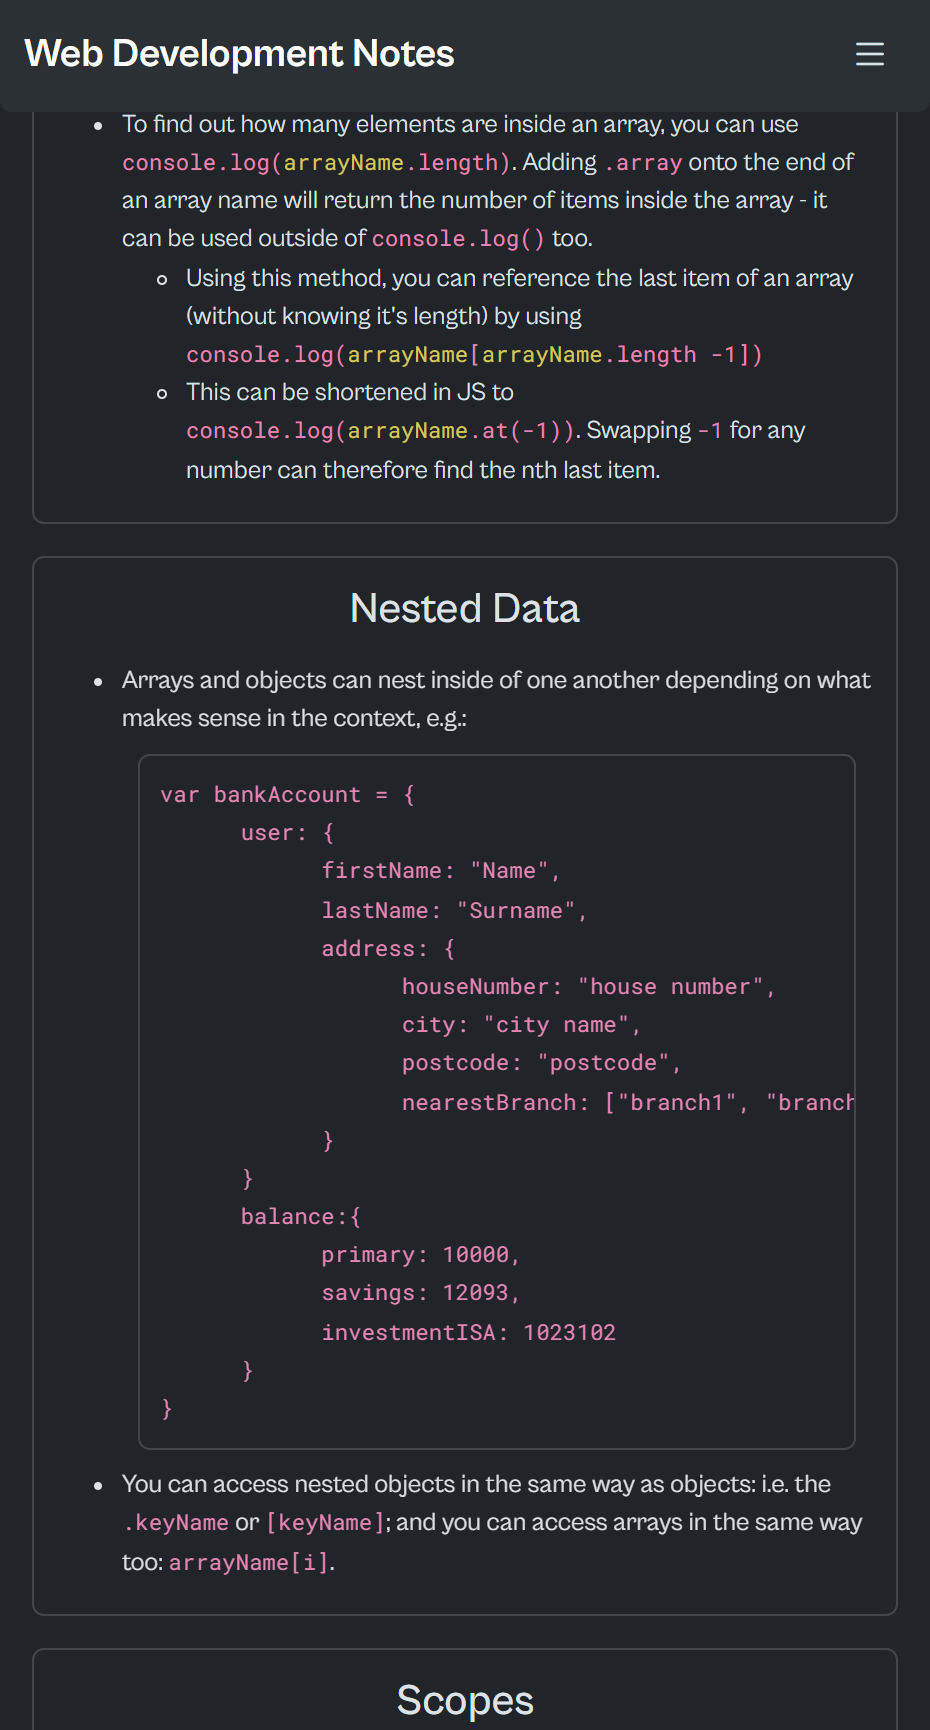 Web Development Notes
To find out how many elements are inside an array, you can use
console.log(arrayName.length). Adding .array onto the end of
an array name will return the number of items inside the array - it
can be used outside of console.log() too.
Using this method, you can reference the last item of an array
(without knowing it's length) by using
console.log(arrayName[arrayName.length -1])
This can be shortened in JS to
console.log(arrayName.at(-1)). Swapping -1 for any
number can therefore find the nth last item.
Nested Data
Arrays and objects can nest inside of one another depending on what
makes sense in the context, e.g.:
var bankAccount = {
user: {
firstName: "Name",
lastName: "Surname",
address: {
houseNumber: "house number",
city: "city name",
postcode: "postcode",
nearestBranch: ["branch1", "branch
}
}
balance:{
primary: 10000,
savings: 12093,
investmentISA: 1023102
}
}
You can access nested objects in the same way as objects: i.e. the
.keyName or [keyName]; and you can access arrays in the same way
too: arrayName[i].
Scopes